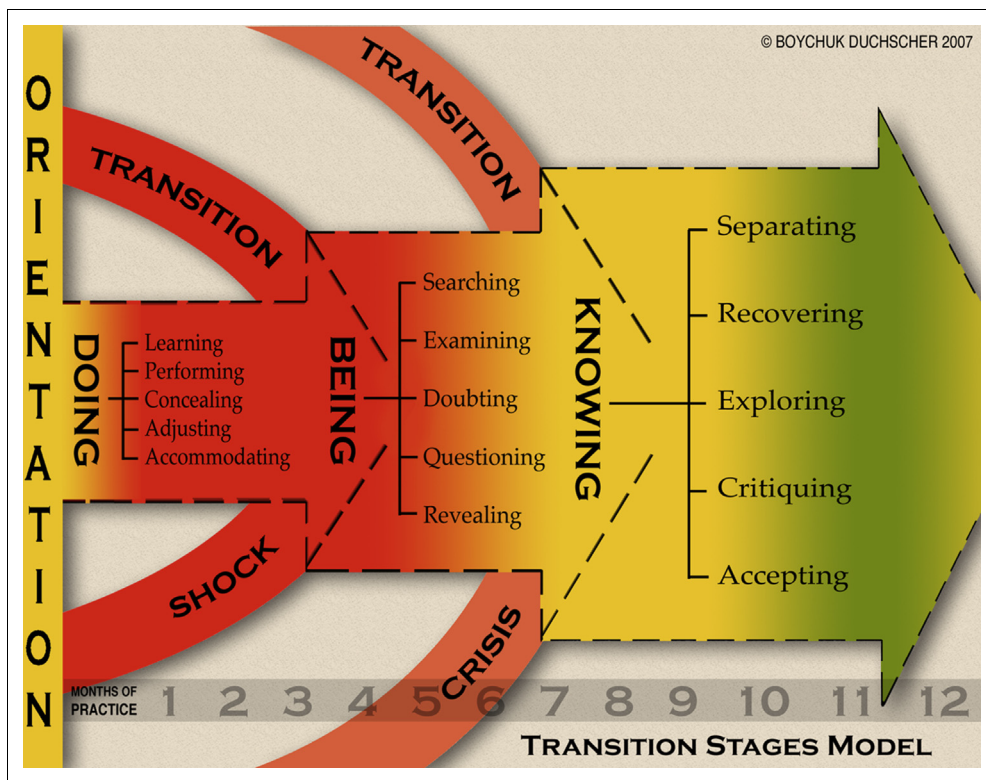 © BOYCHUK DUCHSCHER 2007
ORIENTATION
TRANSITION
TRANSITION
DOING
Learning
Performing
Concealing
Adjusting
Accommodating
BEING
Searching
Examining
Doubting
Questioning
Revealing
KNOWING
Separating
Recovering
Exploring
Critiquing
Accepting
SHOCK
CRISIS
MONTHS OF
PRACTICE
1 2 3 4 5 6 7 8 9 10 11 12
TRANSITION STAGES MODEL